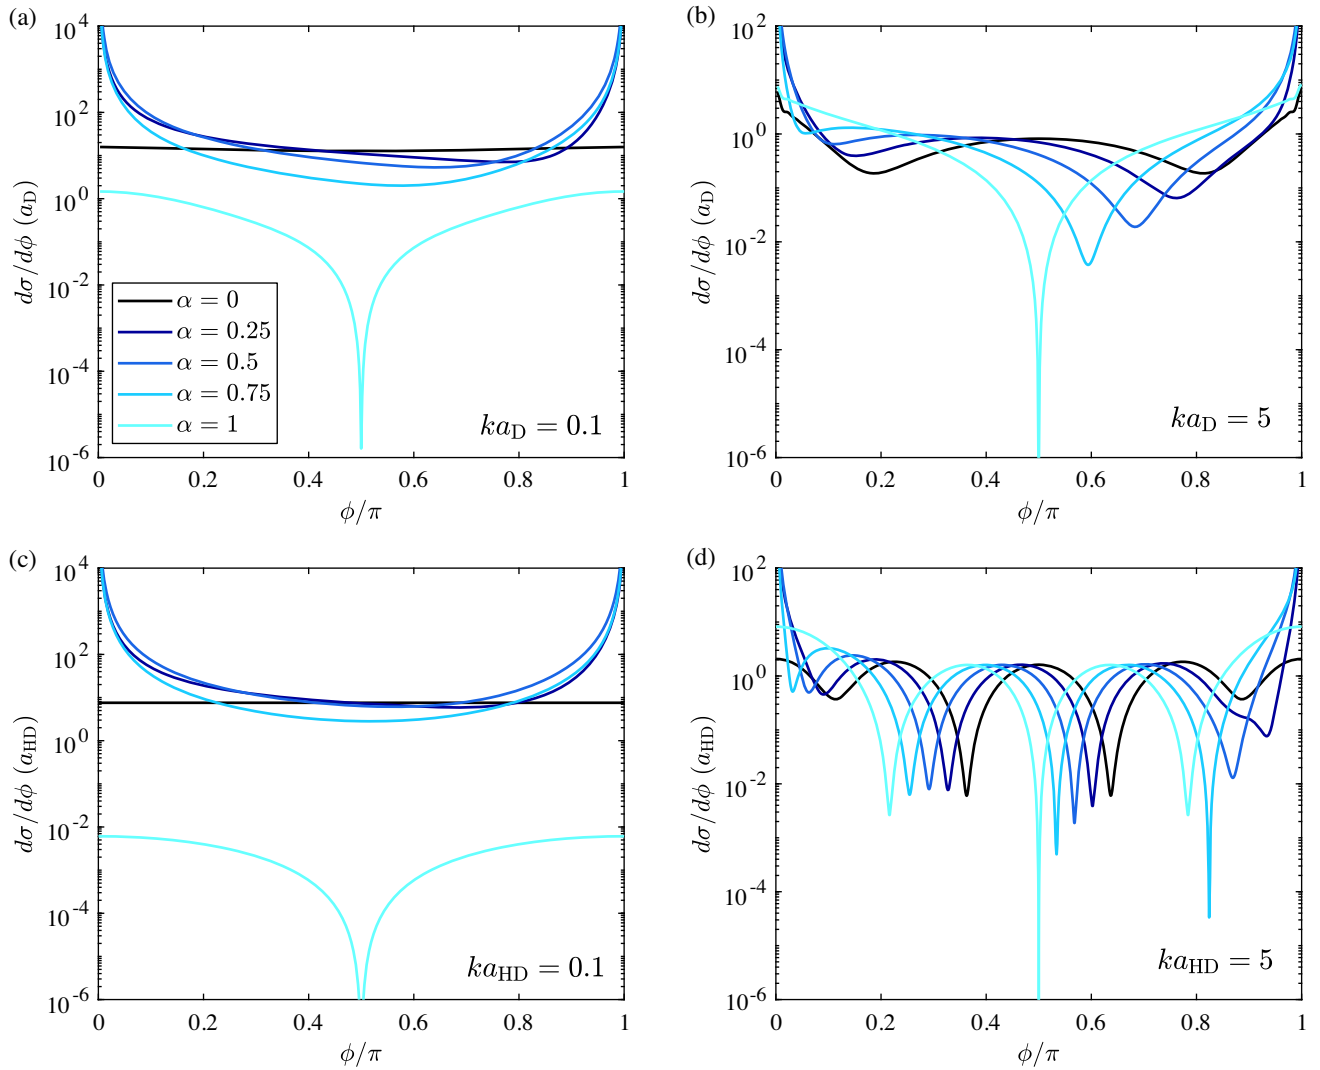 (a)
10^4
10^2
10^0
10^-2
10^-4
10^-6
dσ/dϕ (a_D)
α = 0
α = 0.25
α = 0.5
α = 0.75
α = 1
ka_D = 0.1
0 0.2 0.4 0.6 0.8 1
ϕ/π
(b)
10^2
10^0
10^-2
10^-4
10^-6
dσ/dϕ (a_D)
ka_D = 5
0 0.2 0.4 0.6 0.8 1
ϕ/π
(c)
10^4
10^2
10^0
10^-2
10^-4
10^-6
dσ/dϕ (a_HD)
ka_HD = 0.1
0 0.2 0.4 0.6 0.8 1
ϕ/π
(d)
10^2
10^0
10^-2
10^-4
10^-6
dσ/dϕ (a_HD)
ka_HD = 5
0 0.2 0.4 0.6 0.8 1
ϕ/π